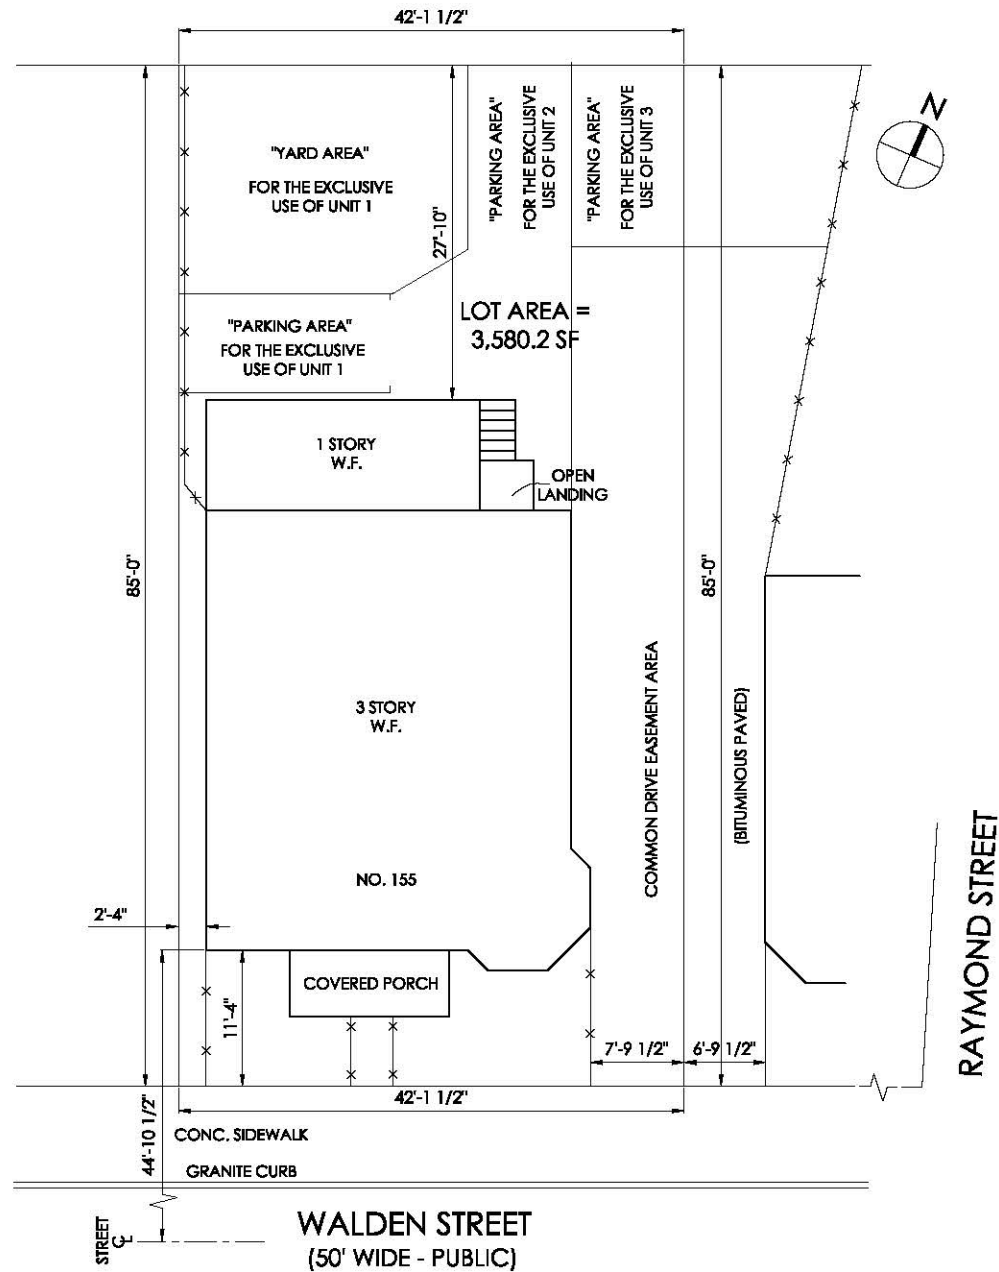 42'-1 1/2"
N
"YARD AREA"
FOR THE EXCLUSIVE
USE OF UNIT 1
"PARKING AREA"
FOR THE EXCLUSIVE
USE OF UNIT 2
"PARKING AREA"
FOR THE EXCLUSIVE
USE OF UNIT 3
27'-10"
LOT AREA =
3,580.2 SF
"PARKING AREA"
FOR THE EXCLUSIVE
USE OF UNIT 1
1 STORY
W.F.
OPEN
LANDING
85'-0"
85'-0"
3 STORY
W.F.
COMMON DRIVE EASEMENT AREA
(BITUMINOUS PAVED)
NO. 155
2'-4"
COVERED PORCH
11'-4"
7'-9 1/2"
6'-9 1/2"
RAYMOND STREET
42'-1 1/2"
44'-10 1/2"
CONC. SIDEWALK
GRANITE CURB
STREET
CL
WALDEN STREET
(50' WIDE - PUBLIC)